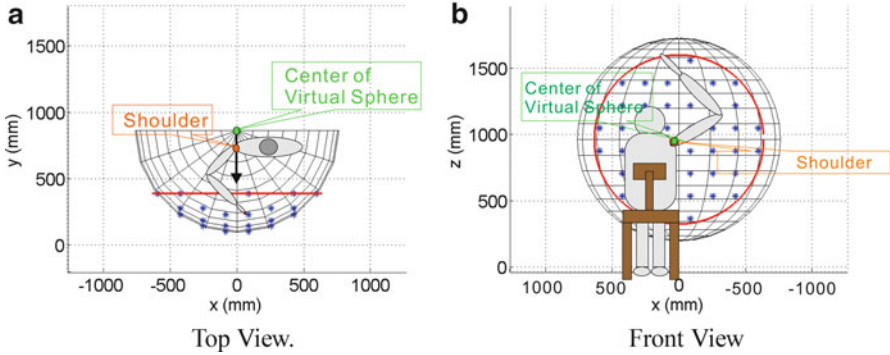 a
1500
1000
500
0
y (mm)
Center of
Virtual Sphere
Shoulder
-1000 -500 0 500 1000
x (mm)
Top View.
b
1500
1000
500
0
z (mm)
Center of
Virtual Sphere
Shoulder
1000 500 0 -500 -1000
x (mm)
Front View